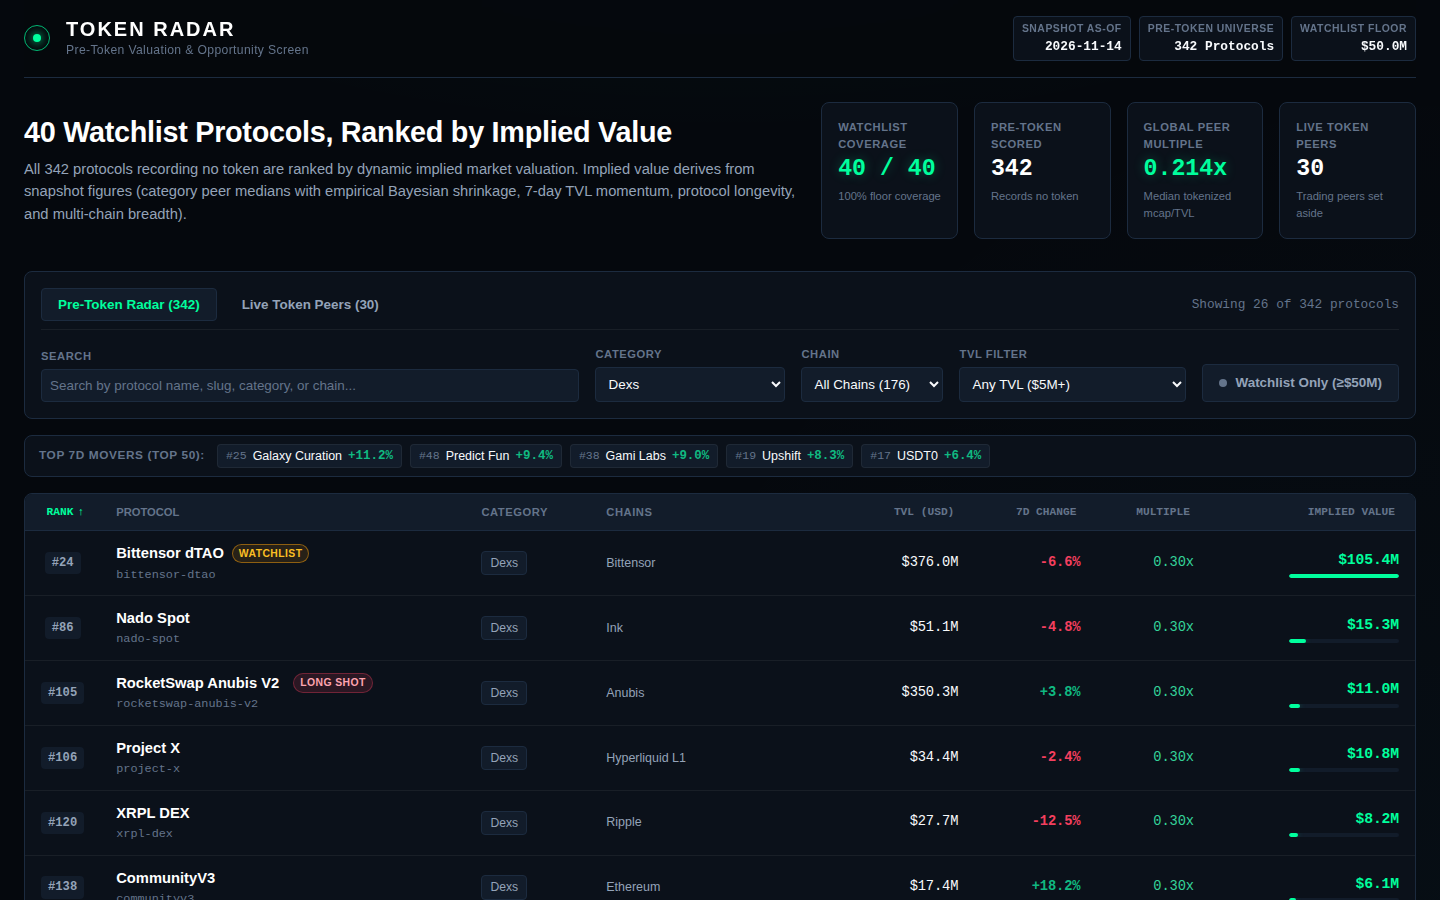 TOKEN RADAR
Pre-Token Valuation & Opportunity Screen
SNAPSHOT AS-OF
2026-11-14
PRE-TOKEN UNIVERSE
342 Protocols
WATCHLIST FLOOR
$50.0M
40 Watchlist Protocols, Ranked by Implied Value
All 342 protocols recording no token are ranked by dynamic implied market valuation. Implied value derives from
snapshot figures (category peer medians with empirical Bayesian shrinkage, 7-day TVL momentum, protocol longevity,
and multi-chain breadth).
WATCHLIST
COVERAGE
40 / 40
100% floor coverage
PRE-TOKEN
SCORED
342
Records no token
GLOBAL PEER
MULTIPLE
0.214x
Median tokenized
mcap/TVL
LIVE TOKEN
PEERS
30
Trading peers set
aside
Pre-Token Radar (342)
Live Token Peers (30)
Showing 26 of 342 protocols
SEARCH
Search by protocol name, slug, category, or chain...
CATEGORY
Dexs
CHAIN
All Chains (176)
TVL FILTER
Any TVL ($5M+)
Watchlist Only (≥$50M)
TOP 7D MOVERS (TOP 50):
#25 Galaxy Curation +11.2%
#48 Predict Fun +9.4%
#38 Gami Labs +9.0%
#19 Upshift +8.3%
#17 USDT0 +6.4%
RANK ↑ PROTOCOL CATEGORY CHAINS TVL (USD) 7D CHANGE MULTIPLE IMPLIED VALUE
#24 Bittensor dTAO WATCHLIST Dexs Bittensor $376.0M -6.6% 0.30x $105.4M
bittensor-dtao
#86 Nado Spot Dexs Ink $51.1M -4.8% 0.30x $15.3M
nado-spot
#105 RocketSwap Anubis V2 LONG SHOT Dexs Anubis $350.3M +3.8% 0.30x $11.0M
rocketswap-anubis-v2
#106 Project X Dexs Hyperliquid L1 $34.4M -2.4% 0.30x $10.8M
project-x
#120 XRPL DEX Dexs Ripple $27.7M -12.5% 0.30x $8.2M
xrpl-dex
#138 CommunityV3 Dexs Ethereum $17.4M +18.2% 0.30x $6.1M
communityv3